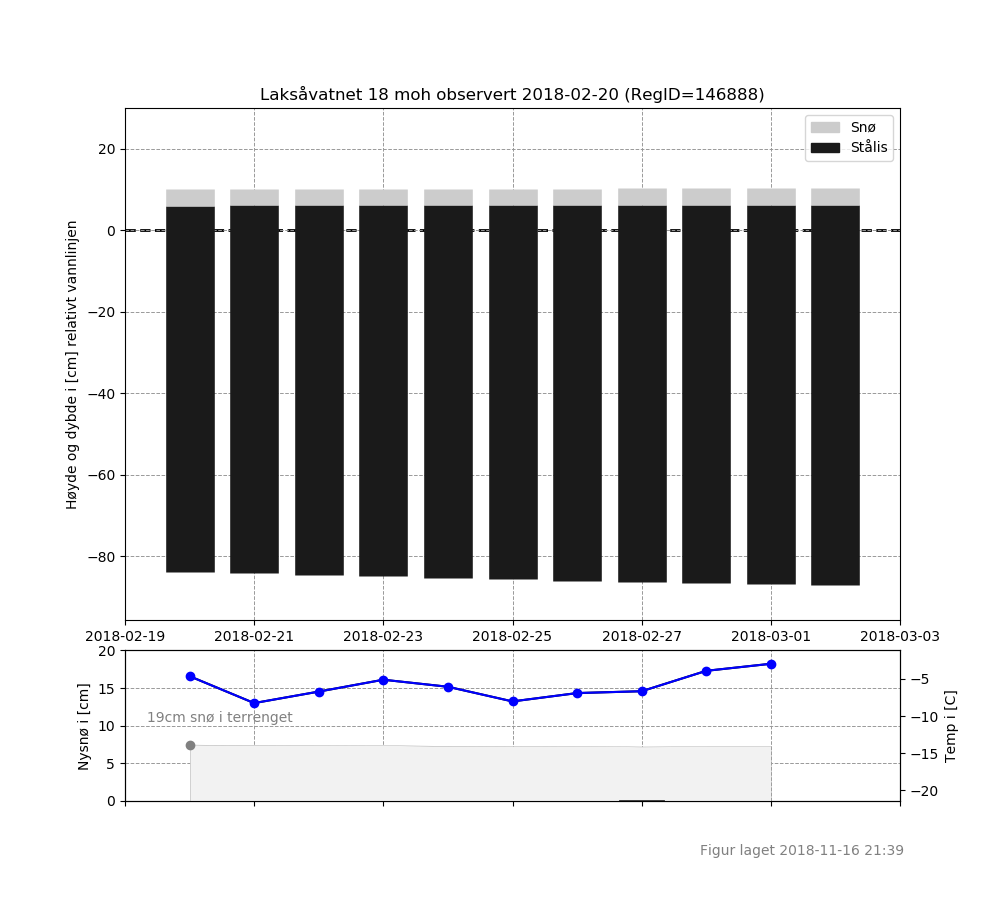 Laksåvatnet 18 moh observert 2018-02-20 (RegID=146888)
Snø
Stålis
Høyde og dybde i [cm] relativt vannlinjen
20
0
−20
−40
−60
−80
2018-02-19 2018-02-21 2018-02-23 2018-02-25 2018-02-27 2018-03-01 2018-03-03
Nysnø i [cm]
20
15
10
5
0
19cm snø i terrenget
−5
−10
−15
−20
Temp i [C]
Figur laget 2018-11-16 21:39